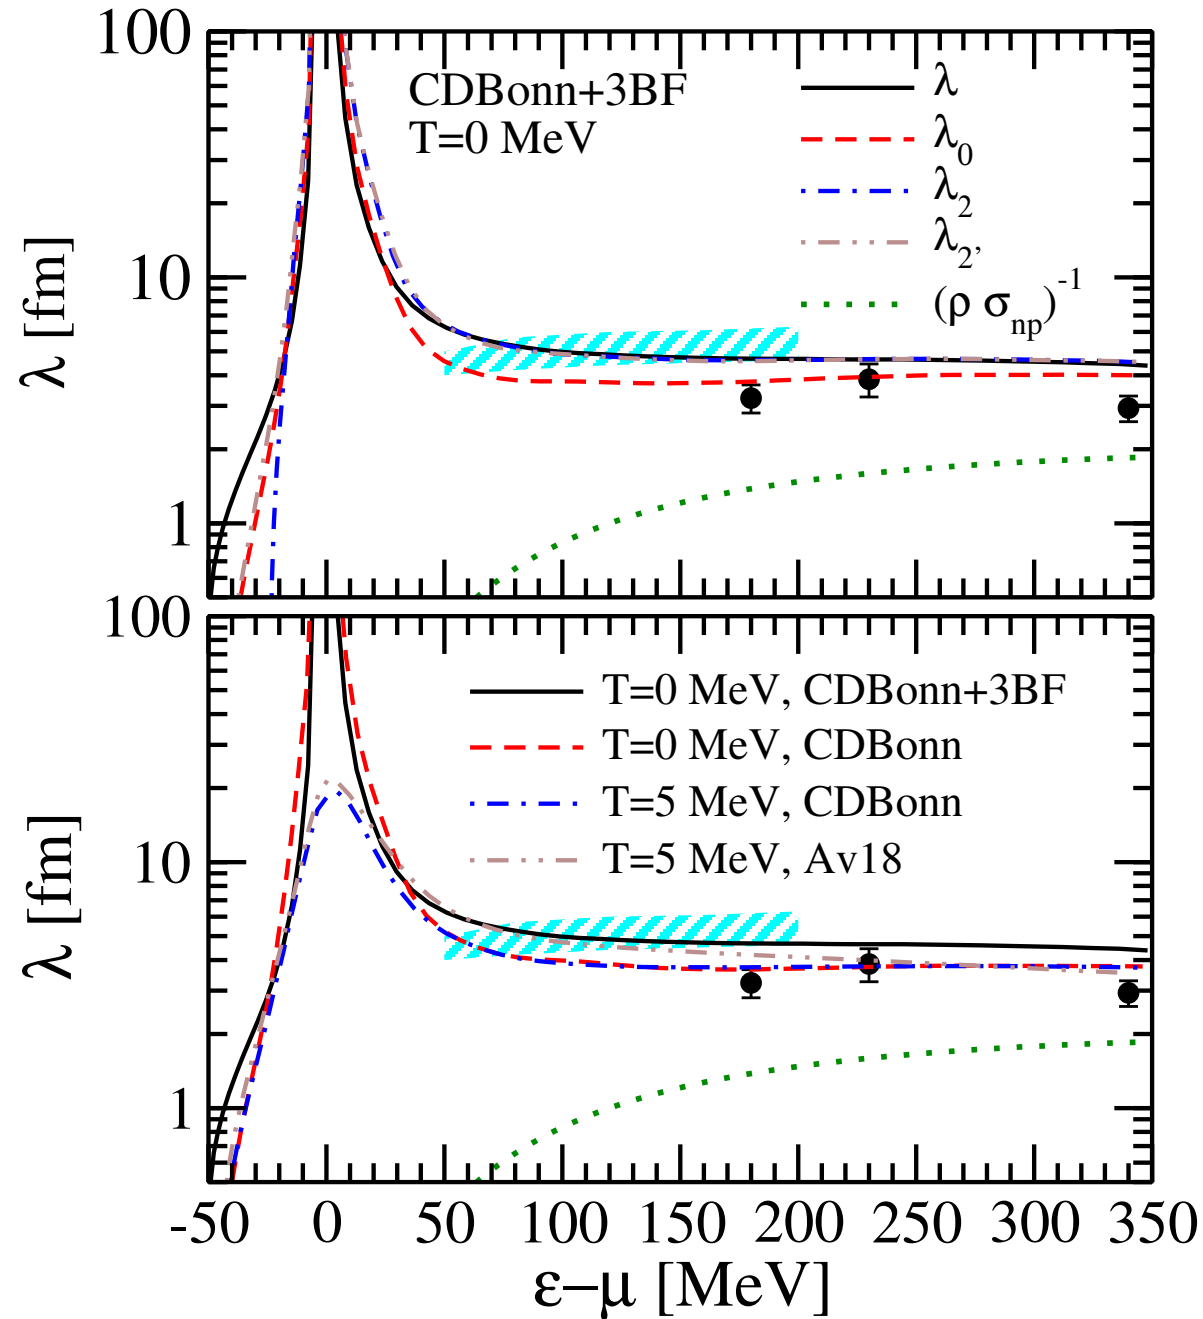 100
CDBonn+3BF
T=0 MeV
λ
λ0
λ2
λ2'
(ρ σnp)-1
10
1
λ [fm]
100
T=0 MeV, CDBonn+3BF
T=0 MeV, CDBonn
T=5 MeV, CDBonn
T=5 MeV, Av18
10
1
λ [fm]
-50 0 50 100 150 200 250 300 350
ε−μ [MeV]